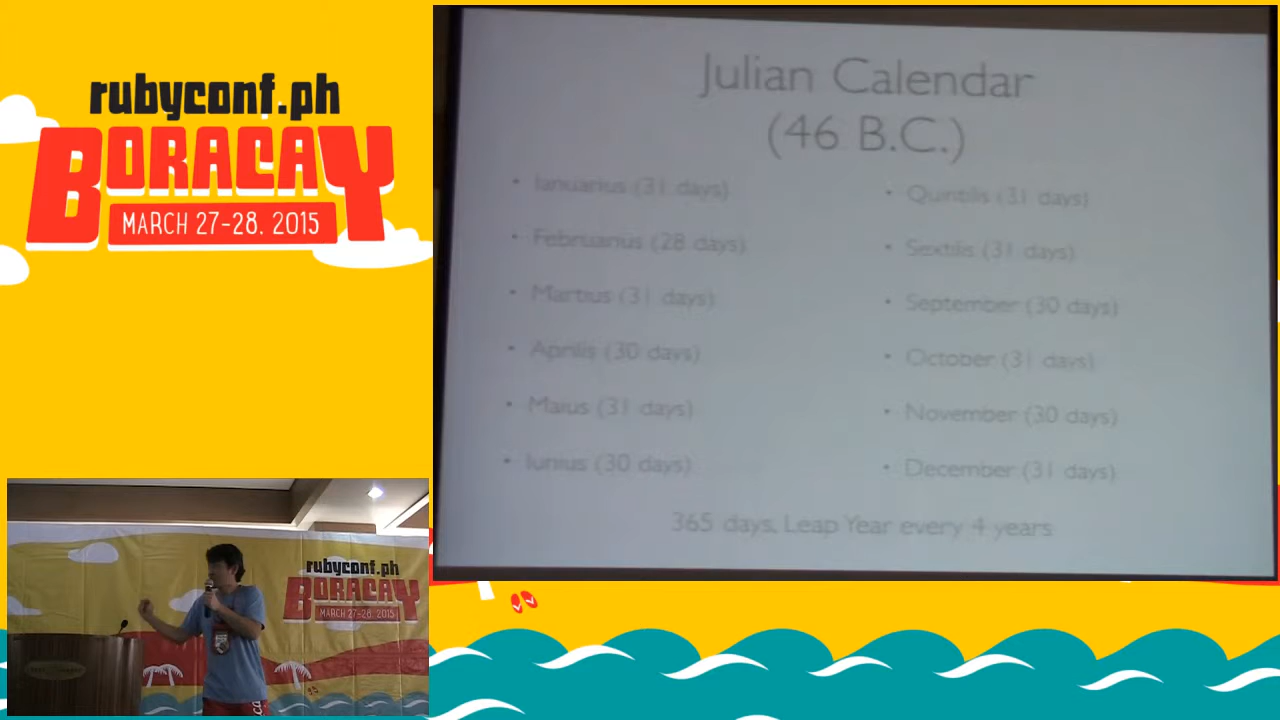 rubyconf.ph
BORACAY
MARCH 27-28, 2015
Julian Calendar
(46 B.C.)
• Ianuarius (31 days)
• Februarius (28 days)
• Martius (31 days)
• Aprilis (30 days)
• Maius (31 days)
• Iunius (30 days)
• Quintilis (31 days)
• Sextilis (31 days)
• September (30 days)
• October (31 days)
• November (30 days)
• December (31 days)
365 days. Leap Year every 4 years
rubyconf.ph
BORACAY
MARCH 27-28, 2015